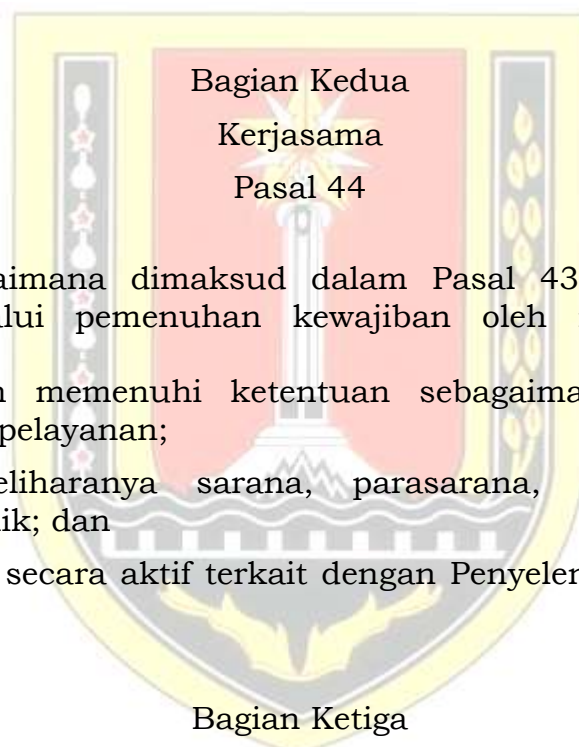 Bagian Kedua
Kerjasama
Pasal 44
aimana dimaksud dalam Pasal 43
lui pemenuhan kewajiban oleh
memenuhi ketentuan sebagaima
pelayanan;
eliharanya sarana, parasarana,
ik; dan
secara aktif terkait dengan Penyelen
Bagian Ketiga